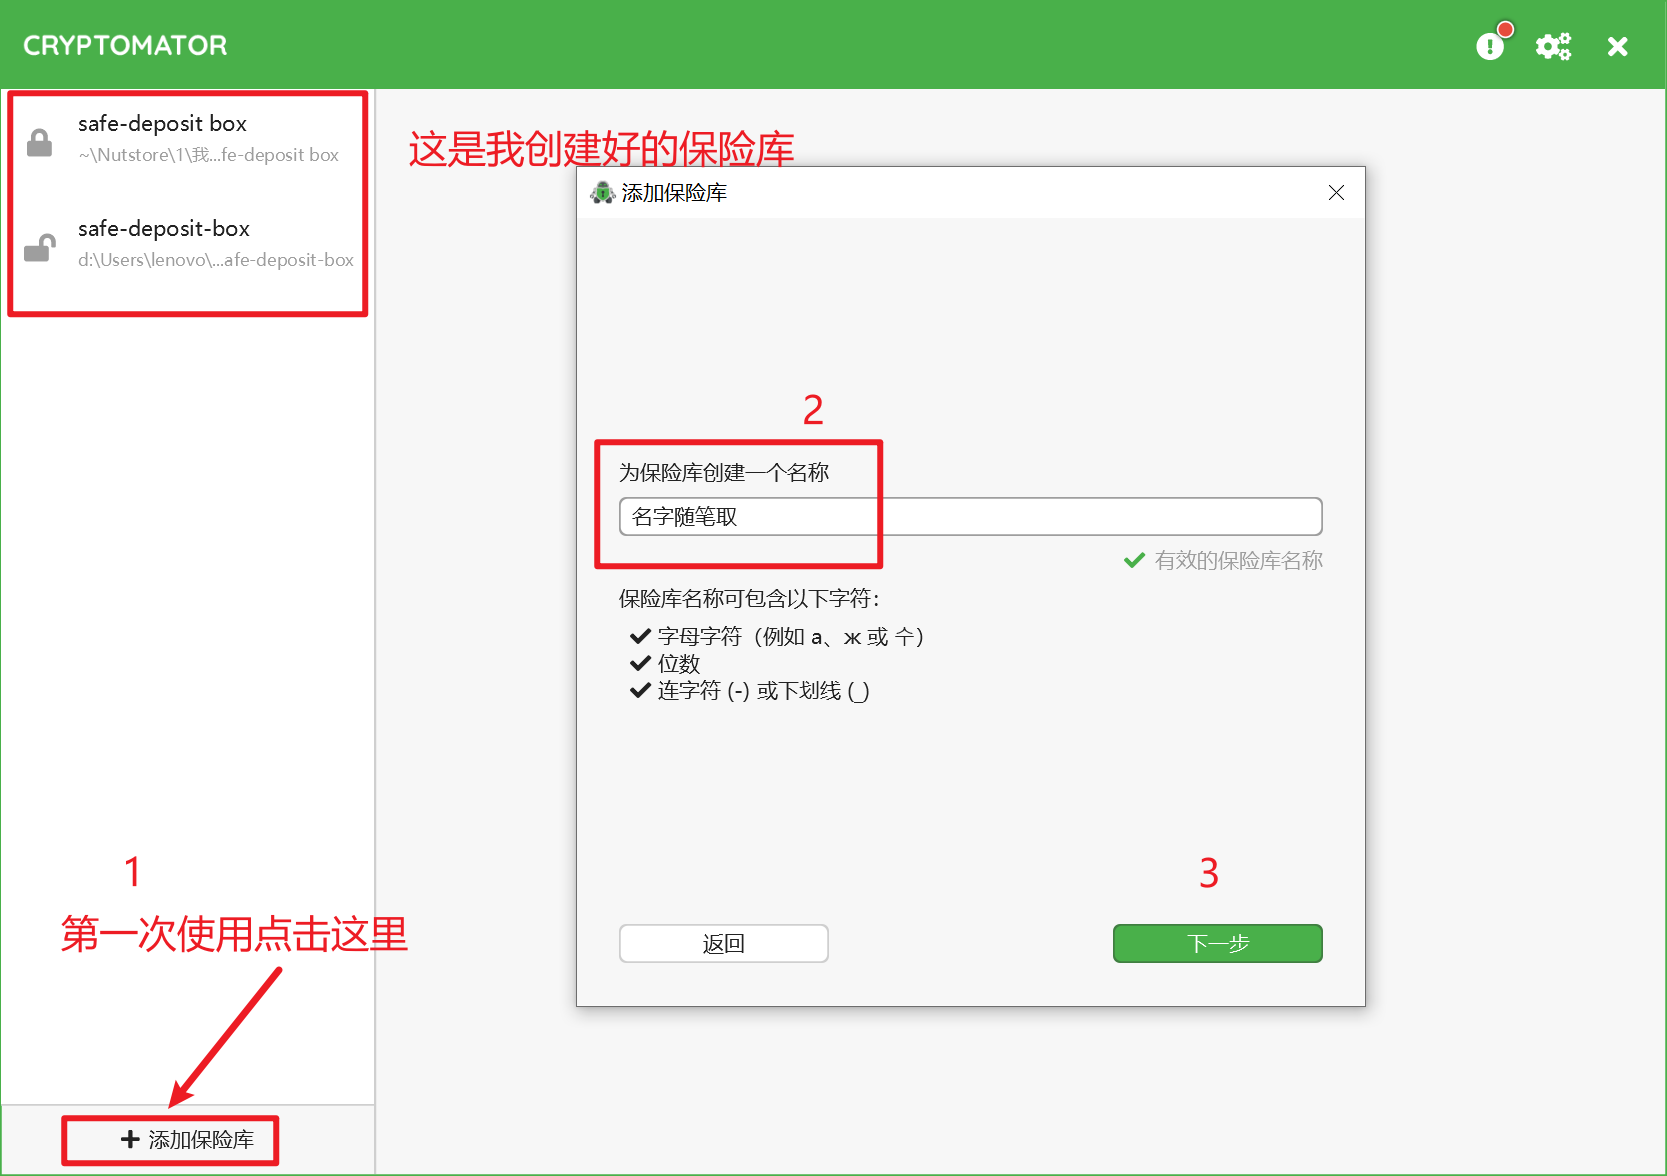 CRYPTOMATOR
safe-deposit box
~\Nutstore\1\我...fe-deposit box
safe-deposit-box
d:\Users\lenovo\...afe-deposit-box
这是我创建好的保险库
添加保险库
2
为保险库创建一个名称
名字随笔取
有效的保险库名称
保险库名称可包含以下字符：
字母字符（例如 a、ж 或 个）
位数
连字符 (-) 或下划线 (_)
1
第一次使用点击这里
3
返回
下一步
添加保险库